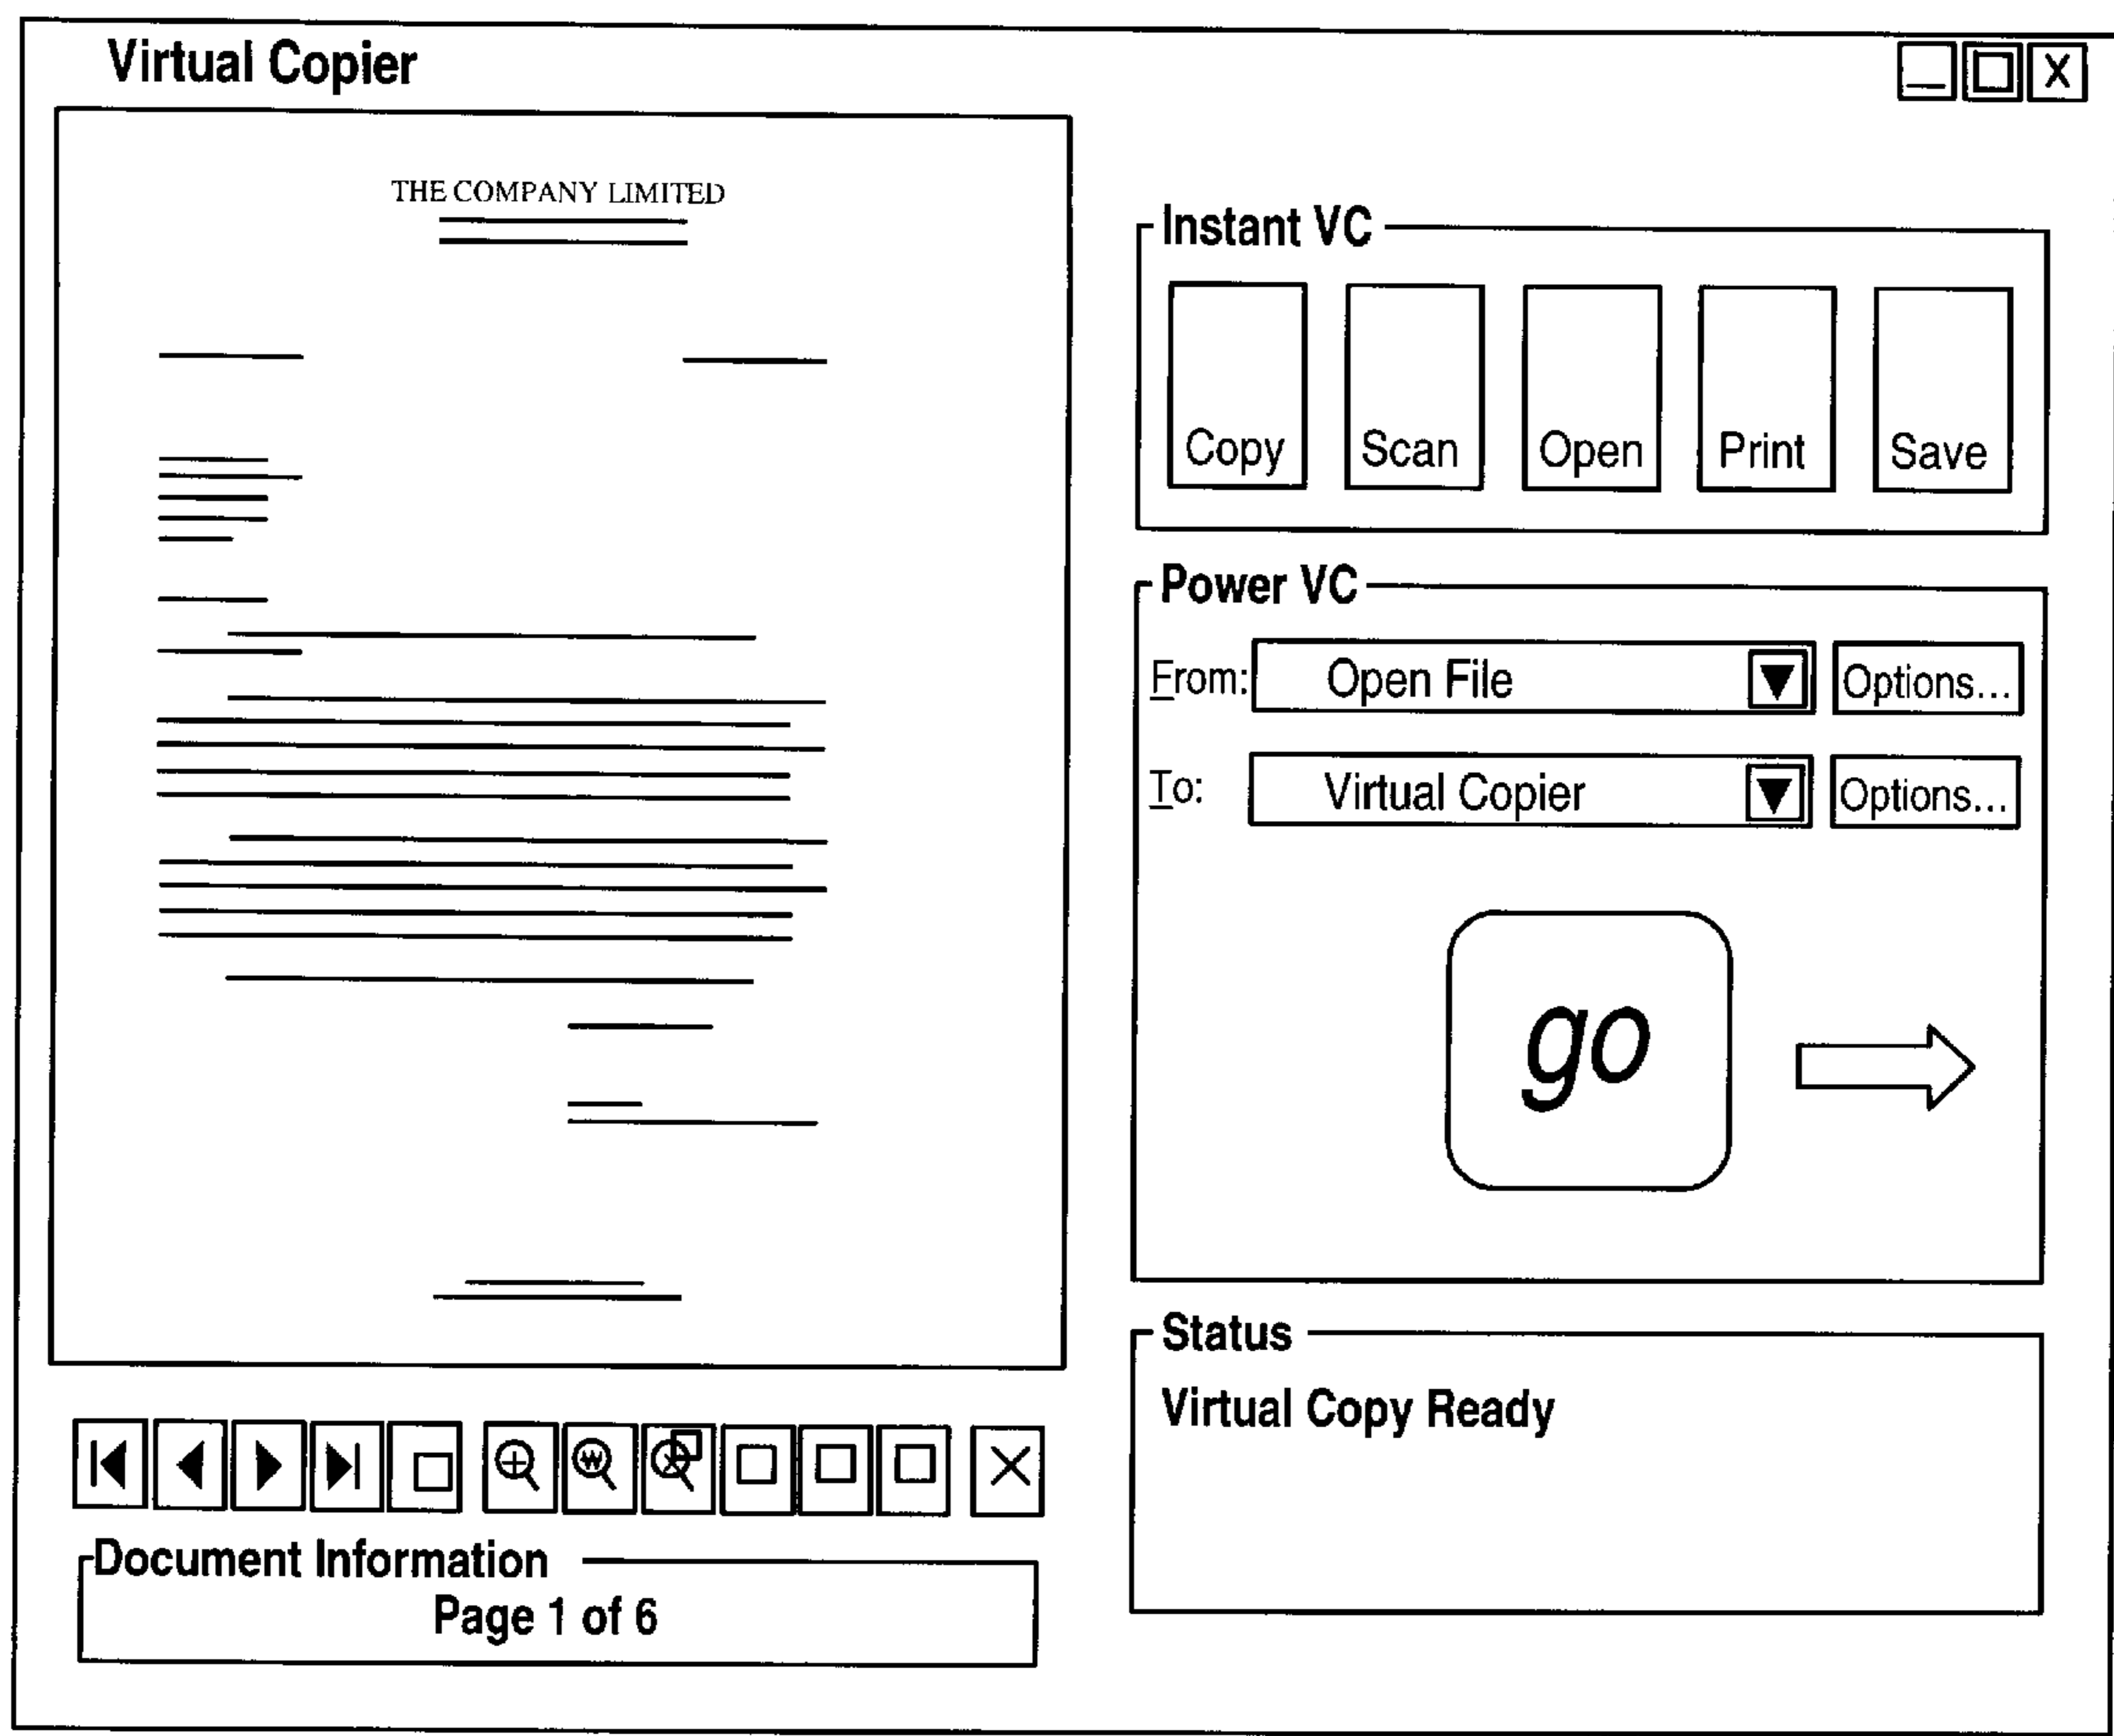 Virtual Copier
THE COMPANY LIMITED
Document Information
Page 1 of 6
Instant VC
Copy Scan Open Print Save
Power VC
From: Open File Options...
To: Virtual Copier Options...
go
Status
Virtual Copy Ready